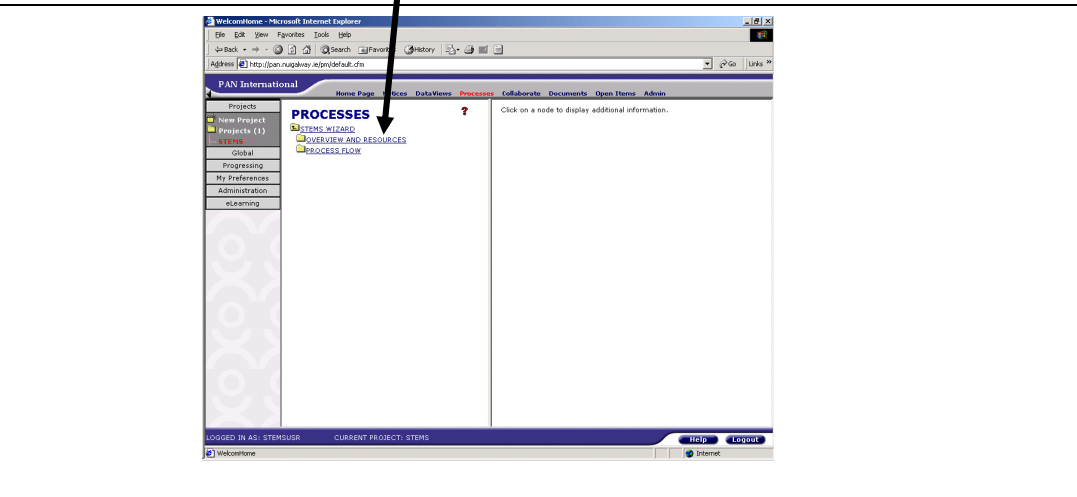 WelcomHome - Microsoft Internet Explorer
File Edit View Favorites Tools Help
Back Search History
Address http://pan.nuigalway.ie/pm/default.cfm Go Links »
PAN International
Home Page Notices DataViews Processes Collaborate Documents Open Items Admin
Projects
New Project
Projects (1)
STEMS
Global
Progressing
My Preferences
Administration
eLearning
PROCESSES ?
STEMS WIZARD
OVERVIEW AND RESOURCES
PROCESS FLOW
Click on a node to display additional information.
LOGGED IN AS: STEMSUSR CURRENT PROJECT: STEMS Help Logout
WelcomHome Internet